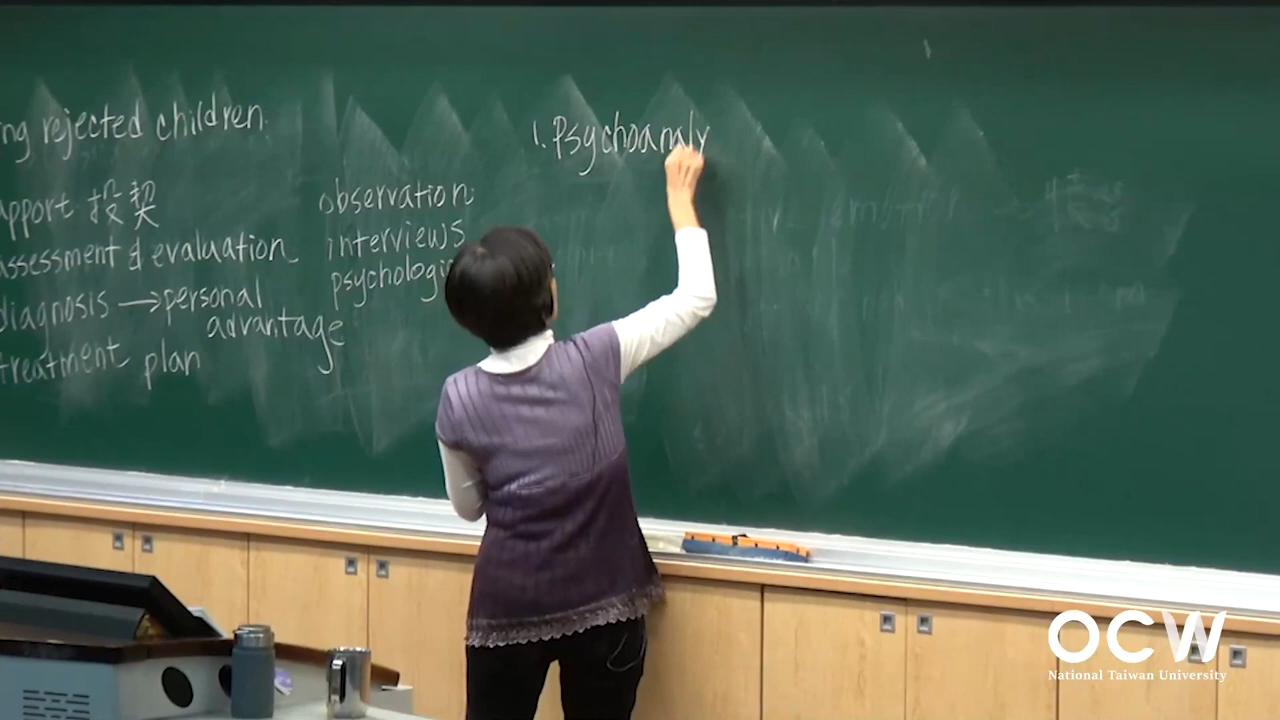 ng rejected children.
pport 投契
assessment & evaluation
diagnosis → personal
advantage
treatment plan
observation
interviews
psychologi
1. Psychoanaly
OCW
National Taiwan University